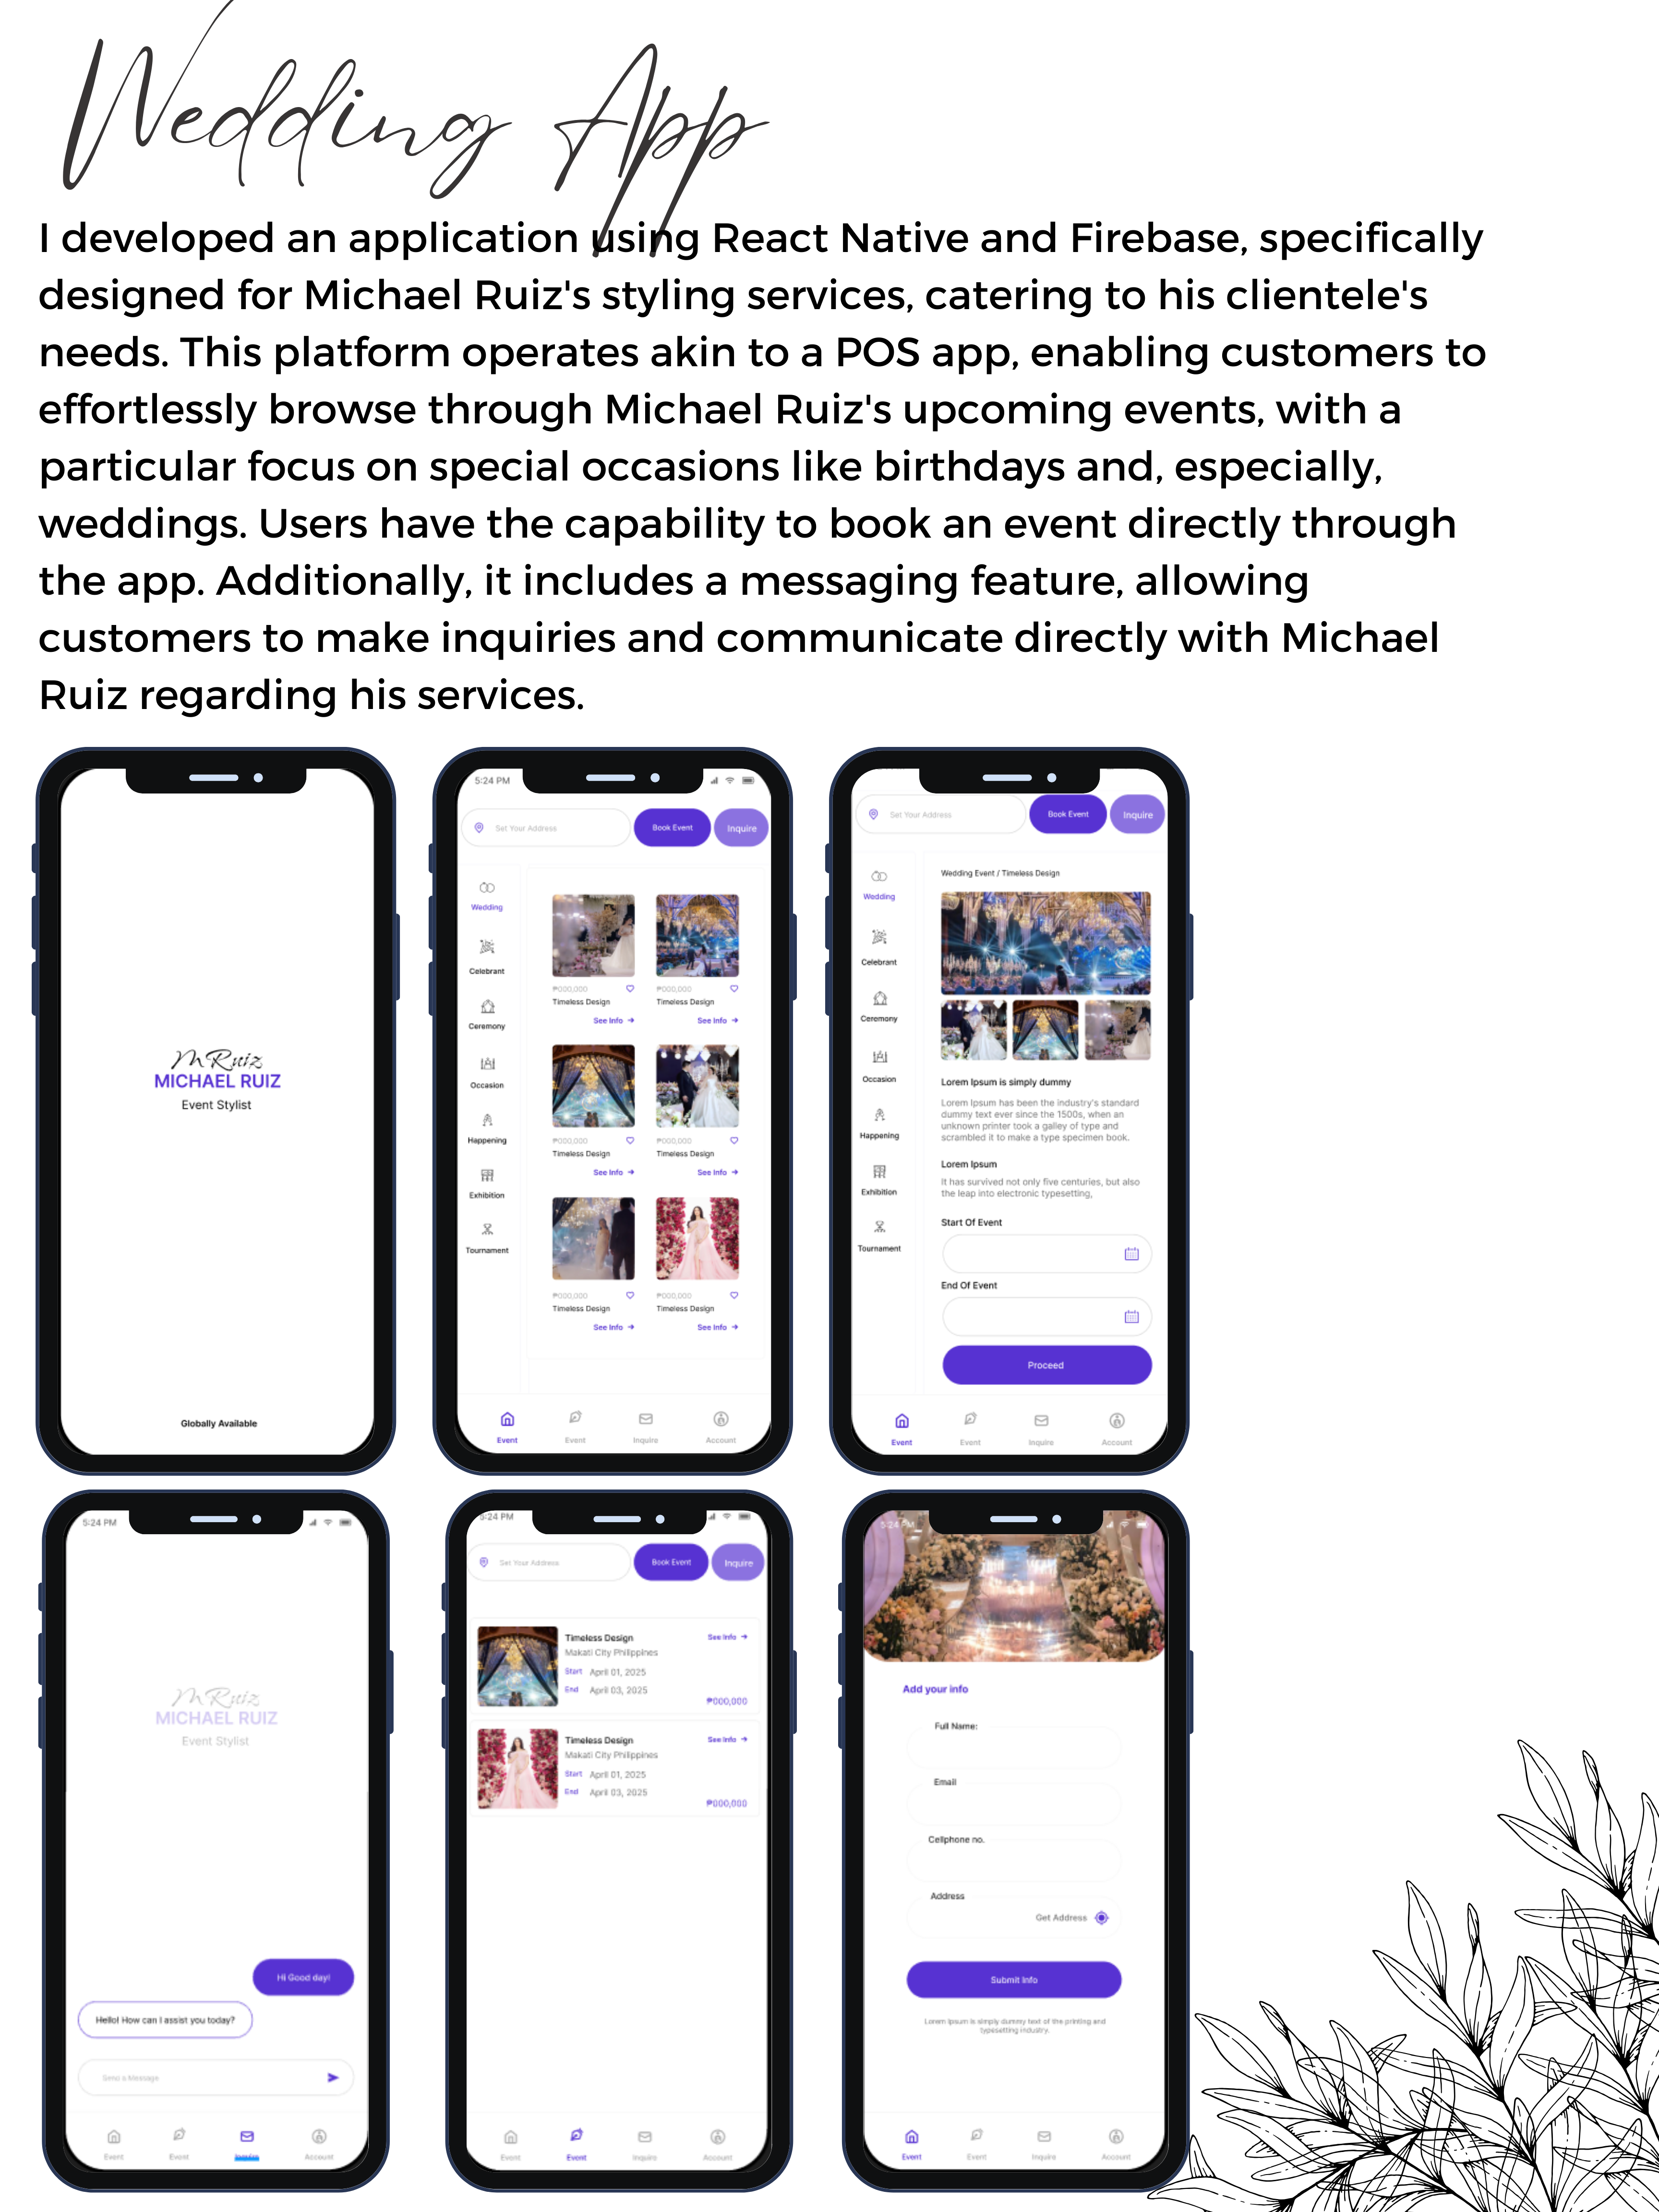 Wedding App
I developed an application using React Native and Firebase, specifically
designed for Michael Ruiz's styling services, catering to his clientele's
needs. This platform operates akin to a POS app, enabling customers to
effortlessly browse through Michael Ruiz's upcoming events, with a
particular focus on special occasions like birthdays and, especially,
weddings. Users have the capability to book an event directly through
the app. Additionally, it includes a messaging feature, allowing
customers to make inquiries and communicate directly with Michael
Ruiz regarding his services.
MRuiz
MICHAEL RUIZ
Event Stylist
Globally Available
5:24 PM
Set Your Address
Book Event
Inquire
Wedding
Celebrant
Ceremony
Occasion
Happening
Exhibition
Tournament
₱000,000
Timeless Design
See Info
₱000,000
Timeless Design
See Info
₱000,000
Timeless Design
See Info
₱000,000
Timeless Design
See Info
₱000,000
Timeless Design
See Info
₱000,000
Timeless Design
See Info
Event
Event
Inquire
Account
Set Your Address
Book Event
Inquire
Wedding
Celebrant
Ceremony
Occasion
Happening
Exhibition
Tournament
Wedding Event / Timeless Design
Lorem Ipsum is simply dummy
Lorem Ipsum has been the industry's standard
dummy text ever since the 1500s, when an
unknown printer took a galley of type and
scrambled it to make a type specimen book.
Lorem Ipsum
It has survived not only five centuries, but also
the leap into electronic typesetting,
Start Of Event
End Of Event
Proceed
Event
Event
Inquire
Account
5:24 PM
MRuiz
MICHAEL RUIZ
Event Stylist
Hi Good day!
Hello! How can I assist you today?
Send a Message
Event
Event
Account
5:24 PM
Set Your Address
Book Event
Inquire
Timeless Design
See Info
Makati City Philippines
Start April 01, 2025
End April 03, 2025
₱000,000
Timeless Design
See Info
Makati City Philippines
Start April 01, 2025
End April 03, 2025
₱000,000
Event
Event
Inquire
Account
5:24 PM
Add your info
Full Name:
Email
Cellphone no.
Address
Get Address
Submit Info
Lorem Ipsum is simply dummy text of the printing and
typesetting industry.
Event
Event
Inquire
Account